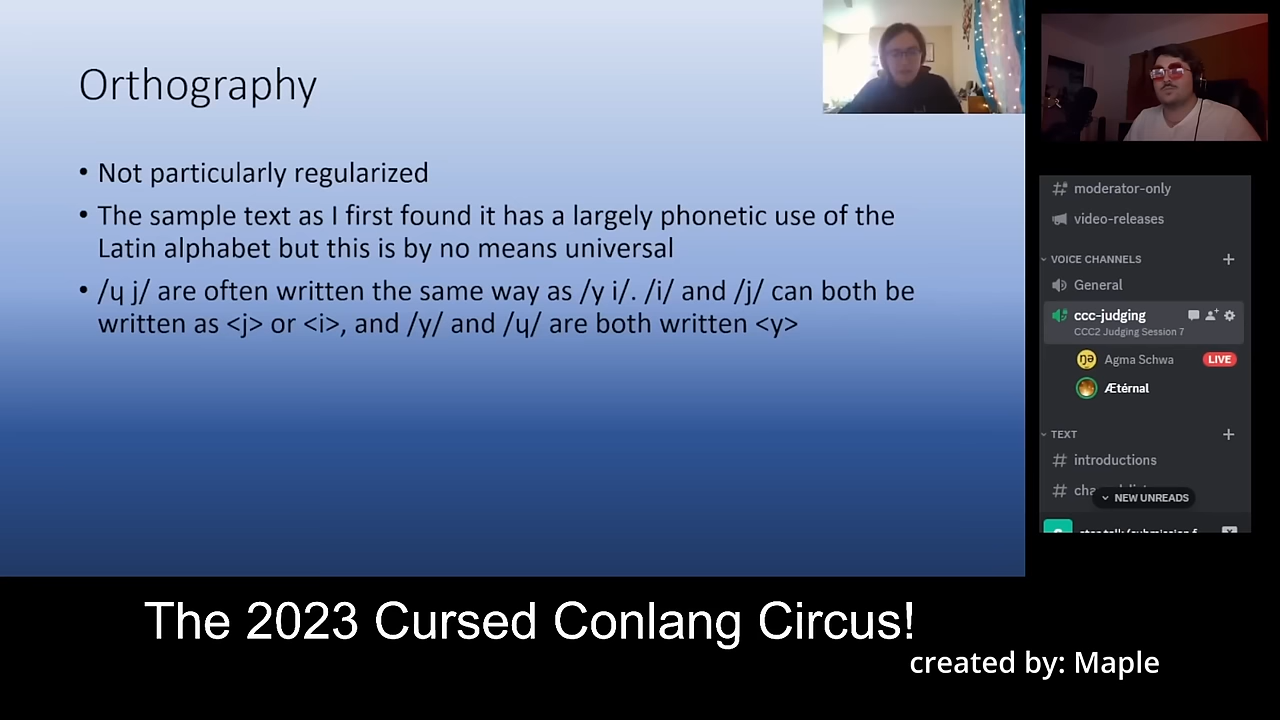 Orthography
• Not particularly regularized
• The sample text as I first found it has a largely phonetic use of the
Latin alphabet but this is by no means universal
• /ɥ j/ are often written the same way as /y i/. /i/ and /j/ can both be
written as <j> or <i>, and /y/ and /ɥ/ are both written <y>
moderator-only
video-releases
VOICE CHANNELS
General
ccc-judging
CCC2 Judging Session 7
ŋə
Agma Schwa LIVE
Ætérnal
TEXT
introductions
NEW UNREADS
The 2023 Cursed Conlang Circus!
created by: Maple